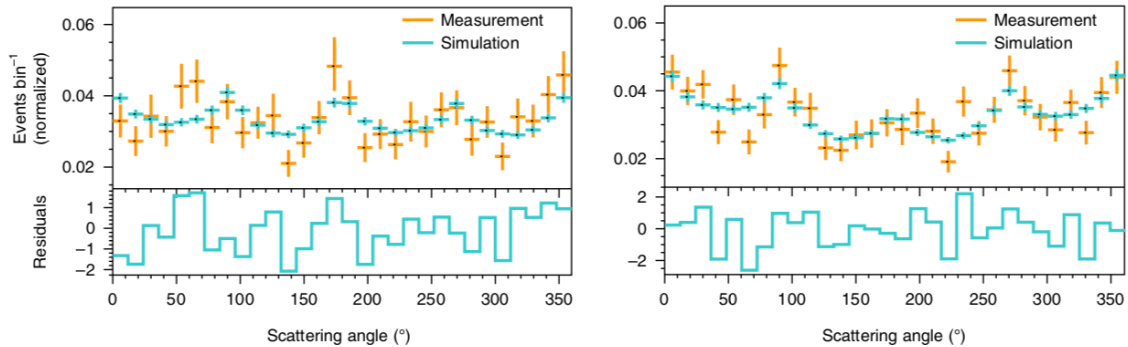 Events bin⁻¹
(normalized)
0.06
0.04
0.02
Measurement
Simulation
Residuals
1
0
−1
−2
0 50 100 150 200 250 300 350
Scattering angle (°)
0.06
0.04
0.02
Measurement
Simulation
2
0
−2
0 50 100 150 200 250 300 350
Scattering angle (°)